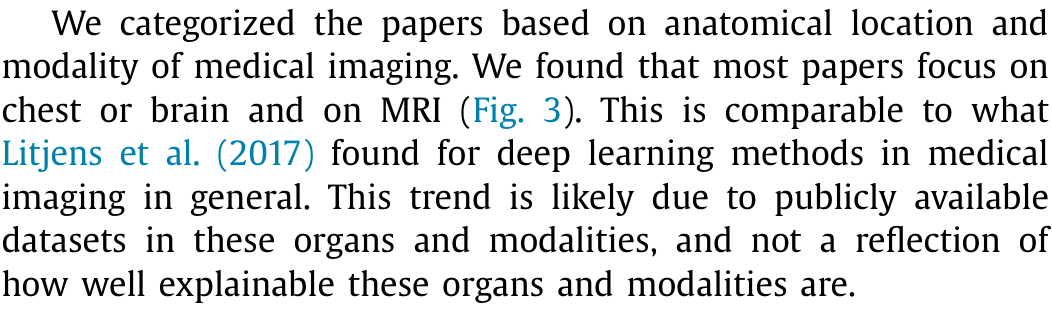 We categorized the papers based on anatomical location and
modality of medical imaging. We found that most papers focus on
chest or brain and on MRI (Fig. 3). This is comparable to what
Litjens et al. (2017) found for deep learning methods in medical
imaging in general. This trend is likely due to publicly available
datasets in these organs and modalities, and not a reflection of
how well explainable these organs and modalities are.